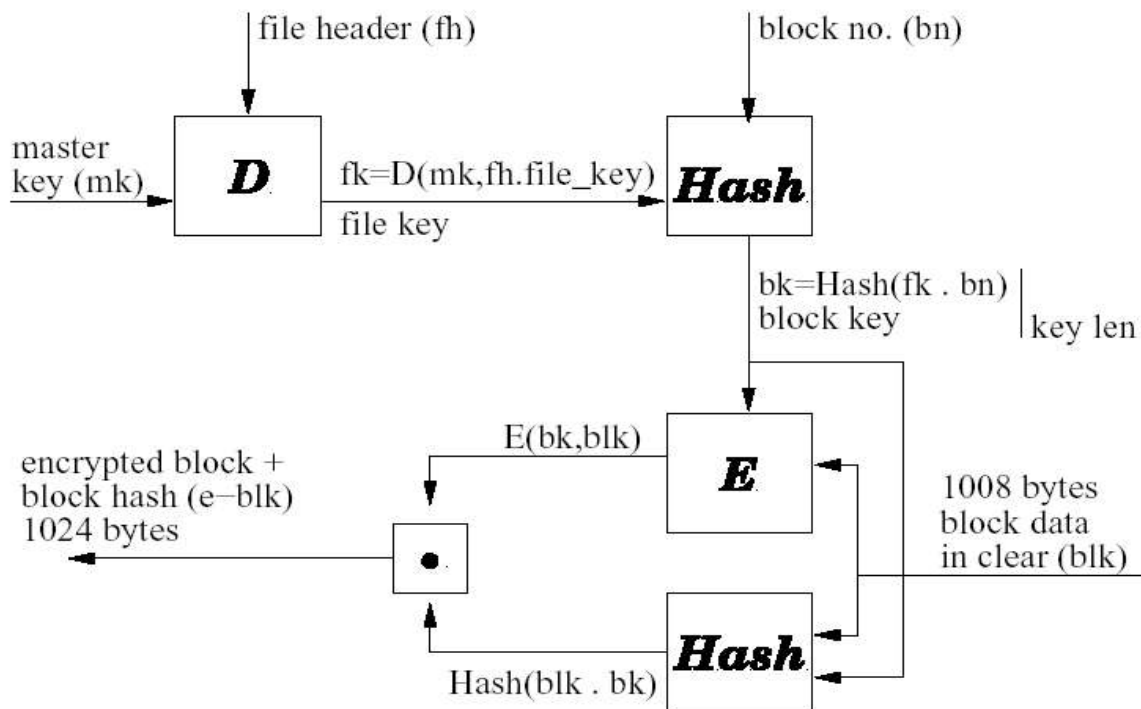 file header (fh)
block no. (bn)
master
key (mk)
D
fk=D(mk,fh.file_key)
file key
Hash
bk=Hash(fk . bn)
block key
key len
E(bk,blk)
E
encrypted block +
block hash (e−blk)
1024 bytes
1008 bytes
block data
in clear (blk)
Hash
Hash(blk . bk)